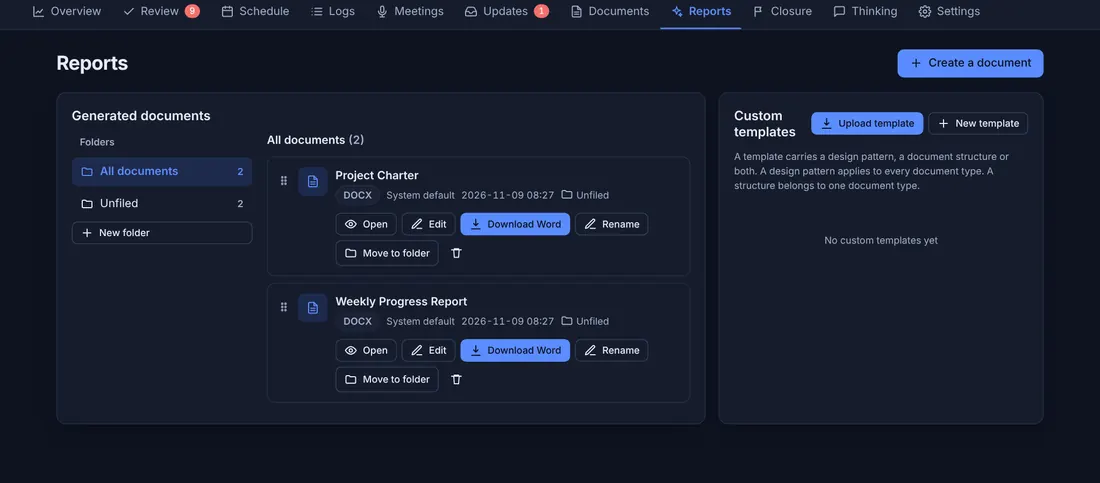 Overview Review 9 Schedule Logs Meetings Updates 1 Documents Reports Closure Thinking Settings
Reports
Create a document
Generated documents
Folders
All documents 2
Unfiled 2
New folder
All documents (2)
Project Charter
DOCX System default 2026-11-09 08:27 Unfiled
Open Edit Download Word Rename
Move to folder
Weekly Progress Report
DOCX System default 2026-11-09 08:27 Unfiled
Open Edit Download Word Rename
Move to folder
Custom
templates
Upload template New template
A template carries a design pattern, a document structure or
both. A design pattern applies to every document type. A
structure belongs to one document type.
No custom templates yet